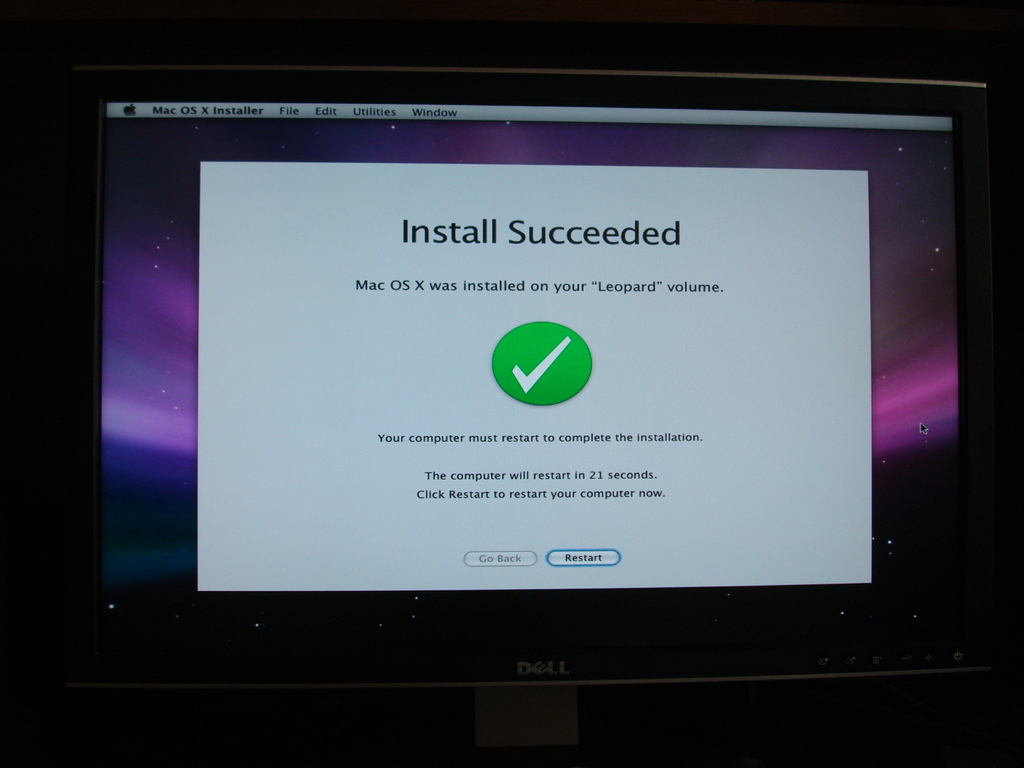 Mac OS X Installer File Edit Utilities Window
Install Succeeded
Mac OS X was installed on your “Leopard” volume.
Your computer must restart to complete the installation.
The computer will restart in 21 seconds.
Click Restart to restart your computer now.
Go Back Restart
DELL